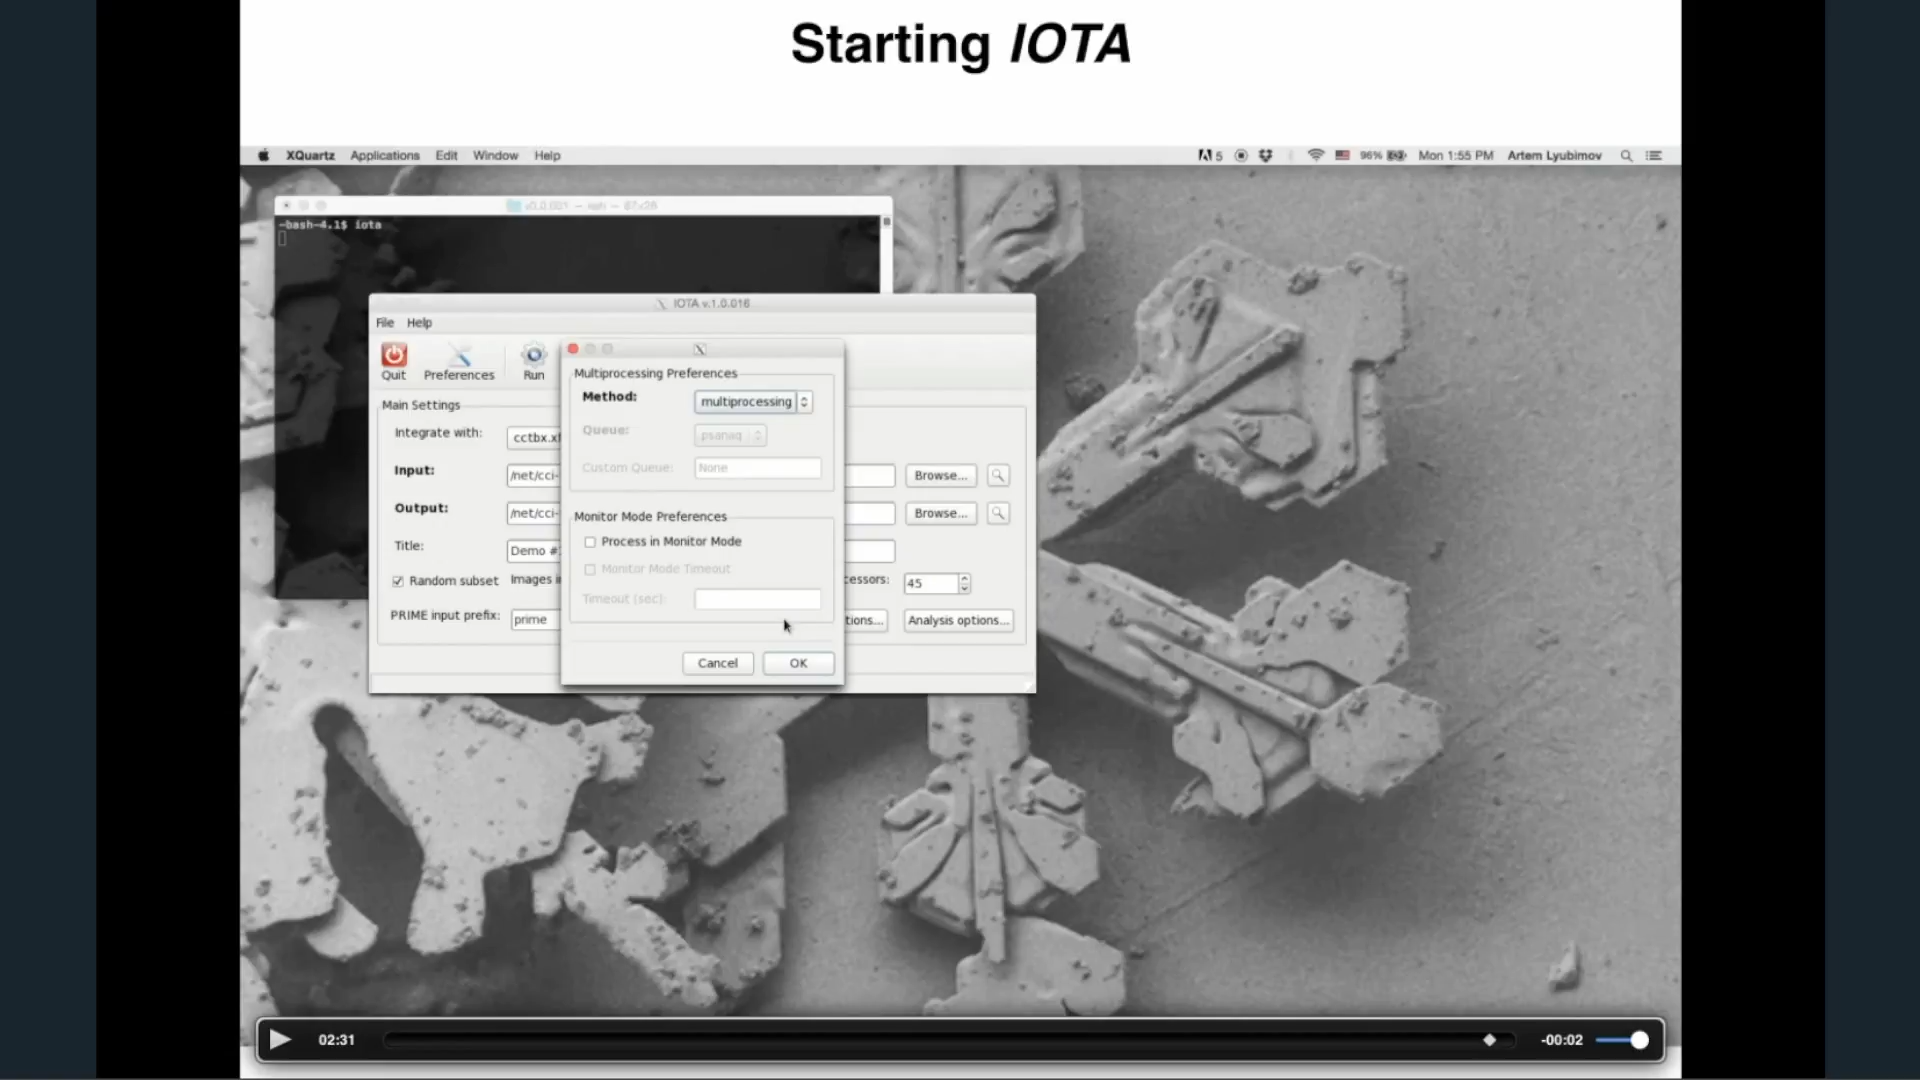 Starting IOTA
XQuartz Applications Edit Window Help
5 96% Mon 1:55 PM Artem Lyubimov
-bash-4.1$ iota
IOTA v.1.0.016
File Help
Quit Preferences Run
Multiprocessing Preferences
Method: multiprocessing
Queue: psanaq
Custom Queue: None
Monitor Mode Preferences
Process in Monitor Mode
Monitor Mode Timeout
Timeout (sec):
Cancel OK
Main Settings
Integrate with: cctbx.xf
Input: /net/cci- Browse...
Output: /net/cci- Browse...
Title: Demo #
Random subset Images i cessors: 45
PRIME input prefix: prime tions... Analysis options...
02:31 -00:02